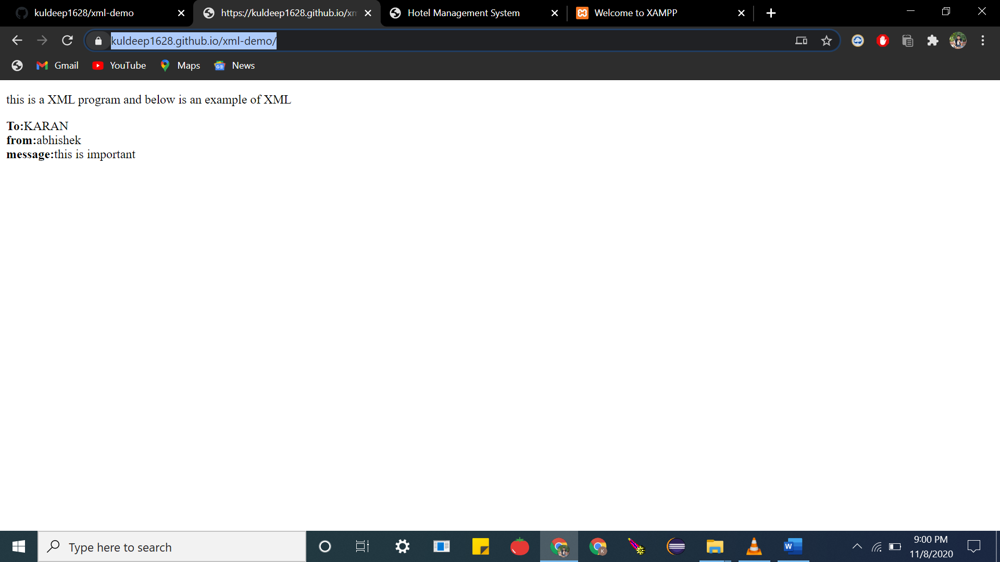 kuldeep1628/xml-demo
https://kuldeep1628.github.io/xm
Hotel Management System
Welcome to XAMPP
kuldeep1628.github.io/xml-demo/
Gmail
YouTube
Maps
News
this is a XML program and below is an example of XML
To:KARAN
from:abhishek
message:this is important
Type here to search
9:00 PM
11/8/2020